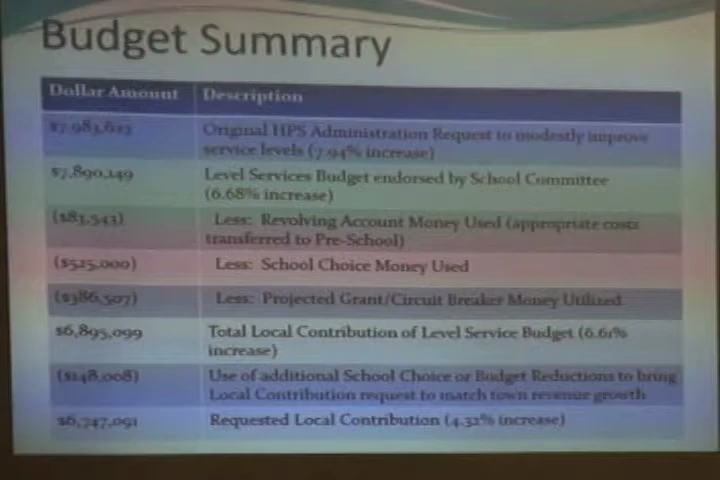 Budget Summary
Dollar Amount Description
Original HPS Administration Request to modestly improve
service levels (7.94% increase)
$7,890,149 Level Services Budget endorsed by School Committee
(6.68% increase)
($83,543) Less: Revolving Account Money Used (appropriate costs
transferred to Pre-School)
($525,000) Less: School Choice Money Used
($386,507) Less: Projected Grant/Circuit Breaker Money Utilized
$6,895,099 Total Local Contribution of Level Service Budget (6.61%
increase)
($148,008) Use of additional School Choice or Budget Reductions to bring
Local Contribution request to match town revenue growth
$6,747,091 Requested Local Contribution (4.32% increase)